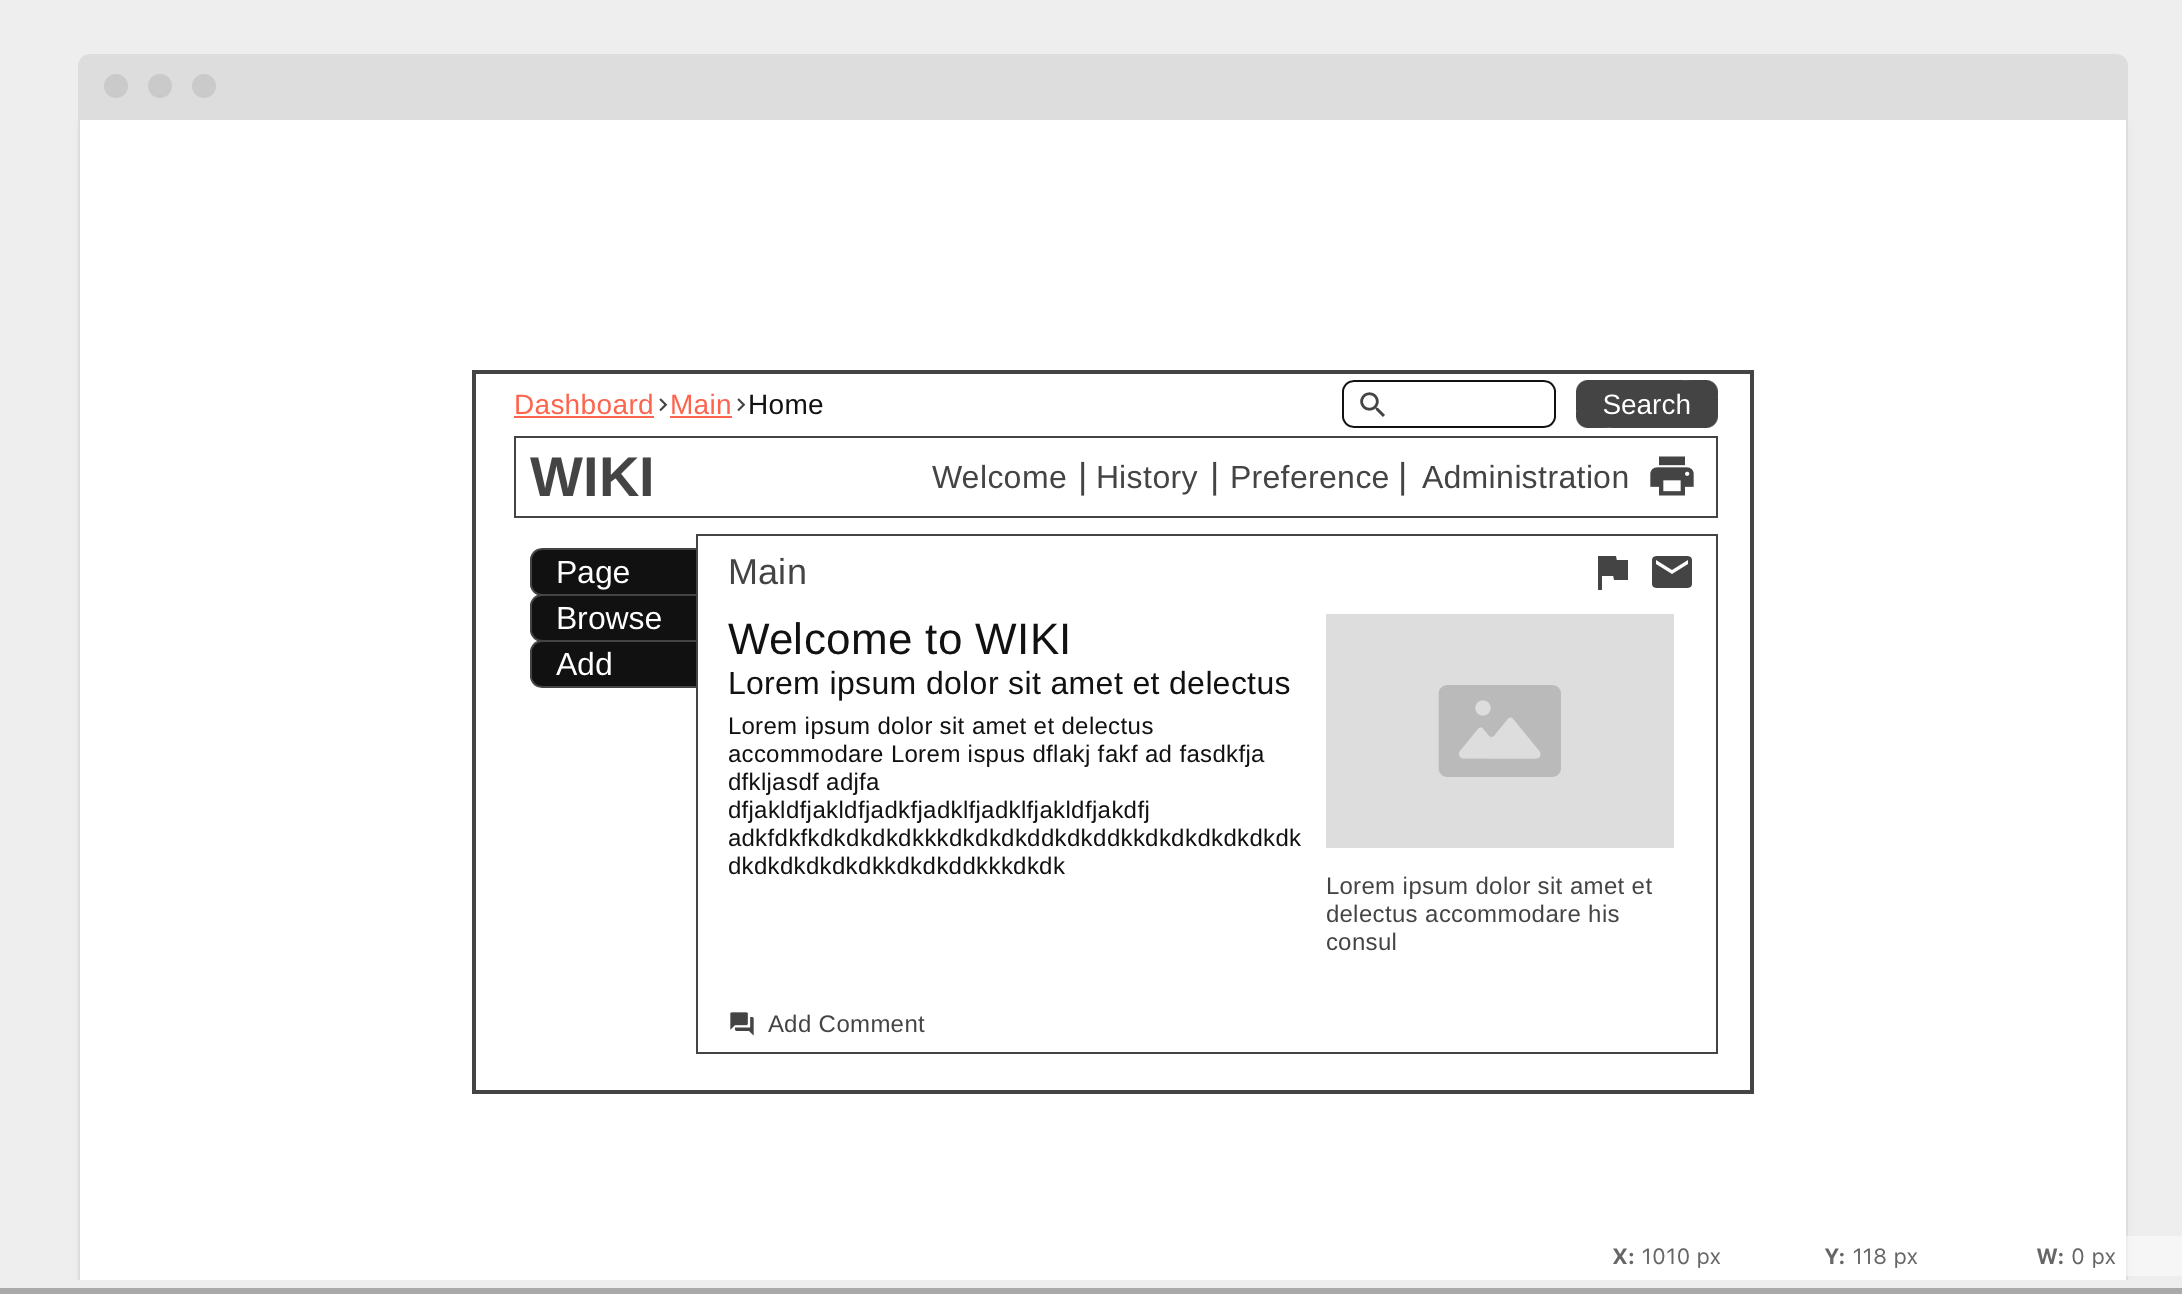 Dashboard›Main›Home
Search
WIKI
Welcome | History | Preference | Administration
Page
Browse
Add
Main
Welcome to WIKI
Lorem ipsum dolor sit amet et delectus
Lorem ipsum dolor sit amet et delectus
accommodare Lorem ispus dflakj fakf ad fasdkfja
dfkljasdf adjfa
dfjakldfjakldfjadkfjadklfjadklfjakldfjakdfj
adkfdkfkdkdkdkdkkkdkdkdkddkdkddkkdkdkdkdkdkdk
dkdkdkdkdkdkkdkdkdkddkkkdkdk
Lorem ipsum dolor sit amet et
delectus accommodare his
consul
Add Comment
X: 1010 px Y: 118 px W: 0 px